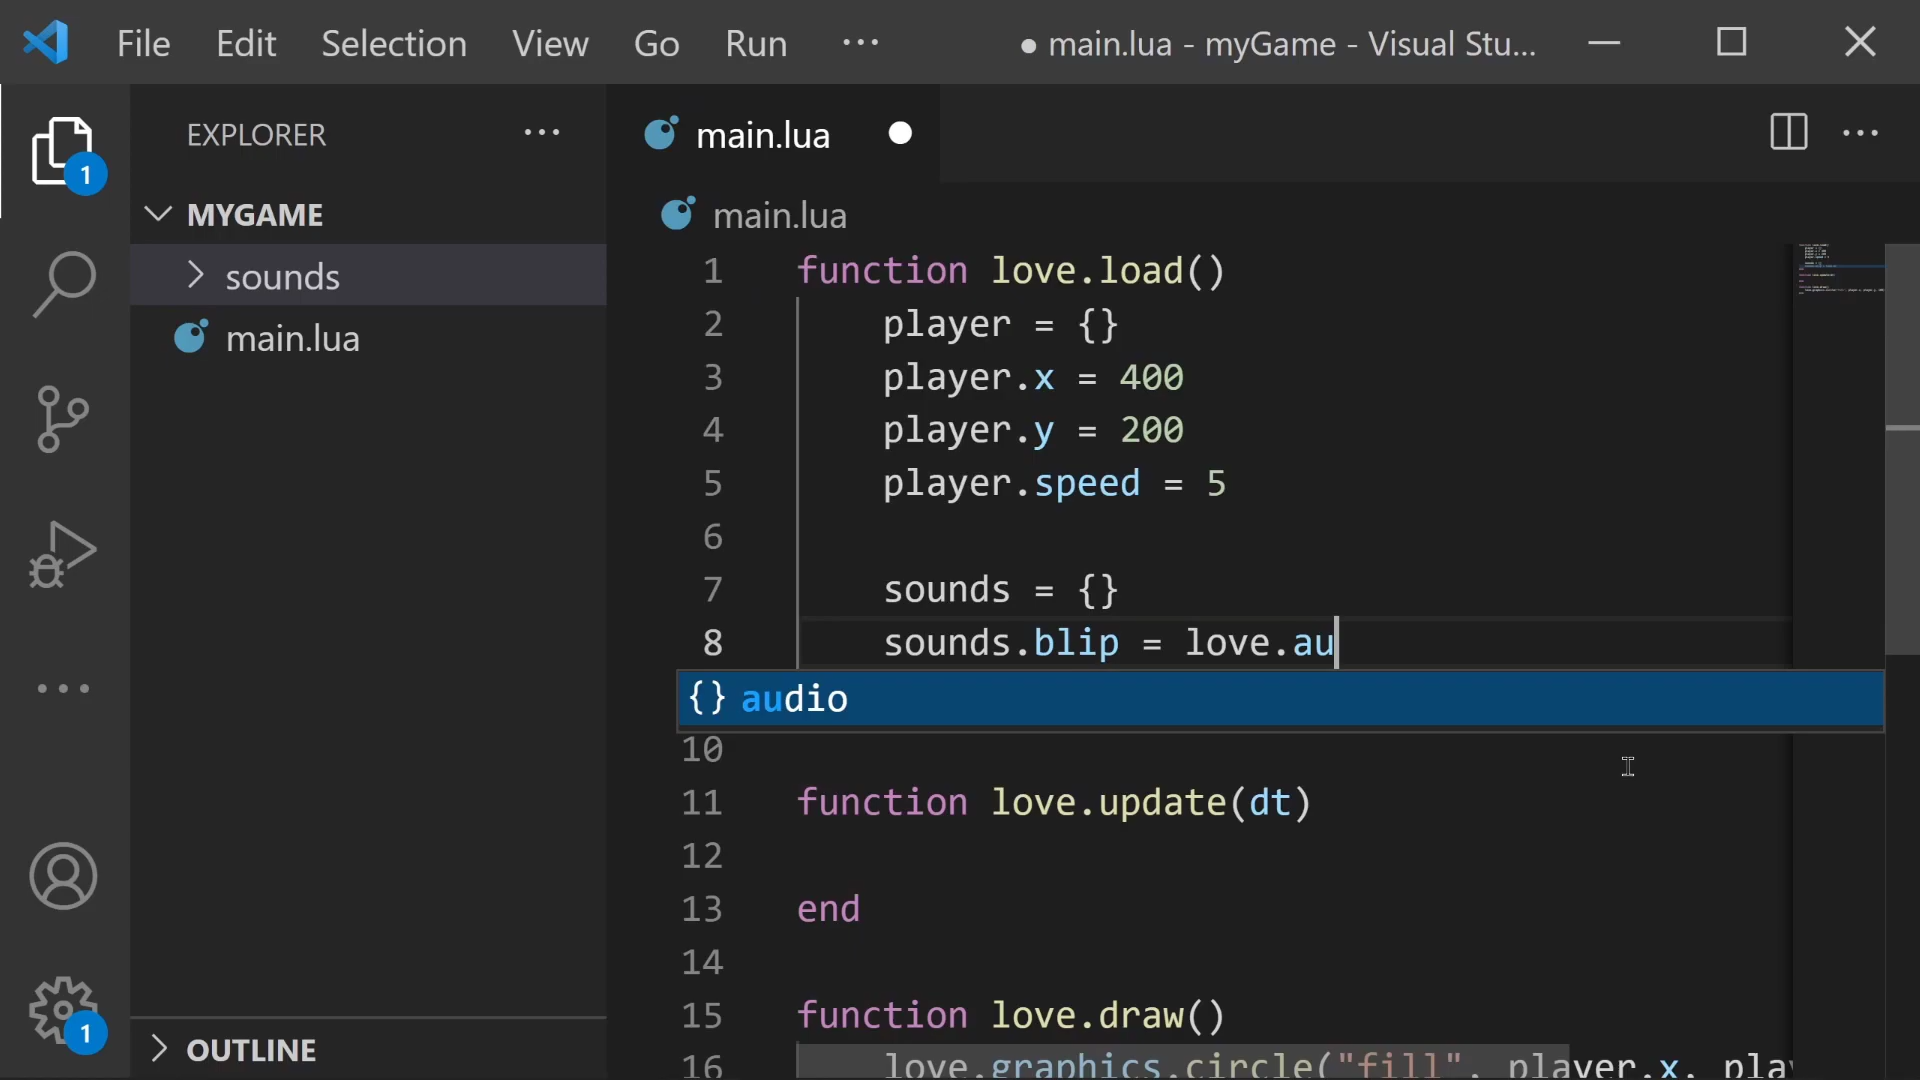 File Edit Selection View Go Run ··· ● main.lua - myGame - Visual Stu...
EXPLORER ···
main.lua
1
MYGAME
main.lua
sounds
main.lua
1 function love.load()
2 player = {}
3 player.x = 400
4 player.y = 200
5 player.speed = 5
6
7 sounds = {}
8 sounds.blip = love.au
{} audio
10
11 function love.update(dt)
12
13 end
14
15 function love.draw()
16 love.graphics.circle("fill", player.x, pla
1
OUTLINE